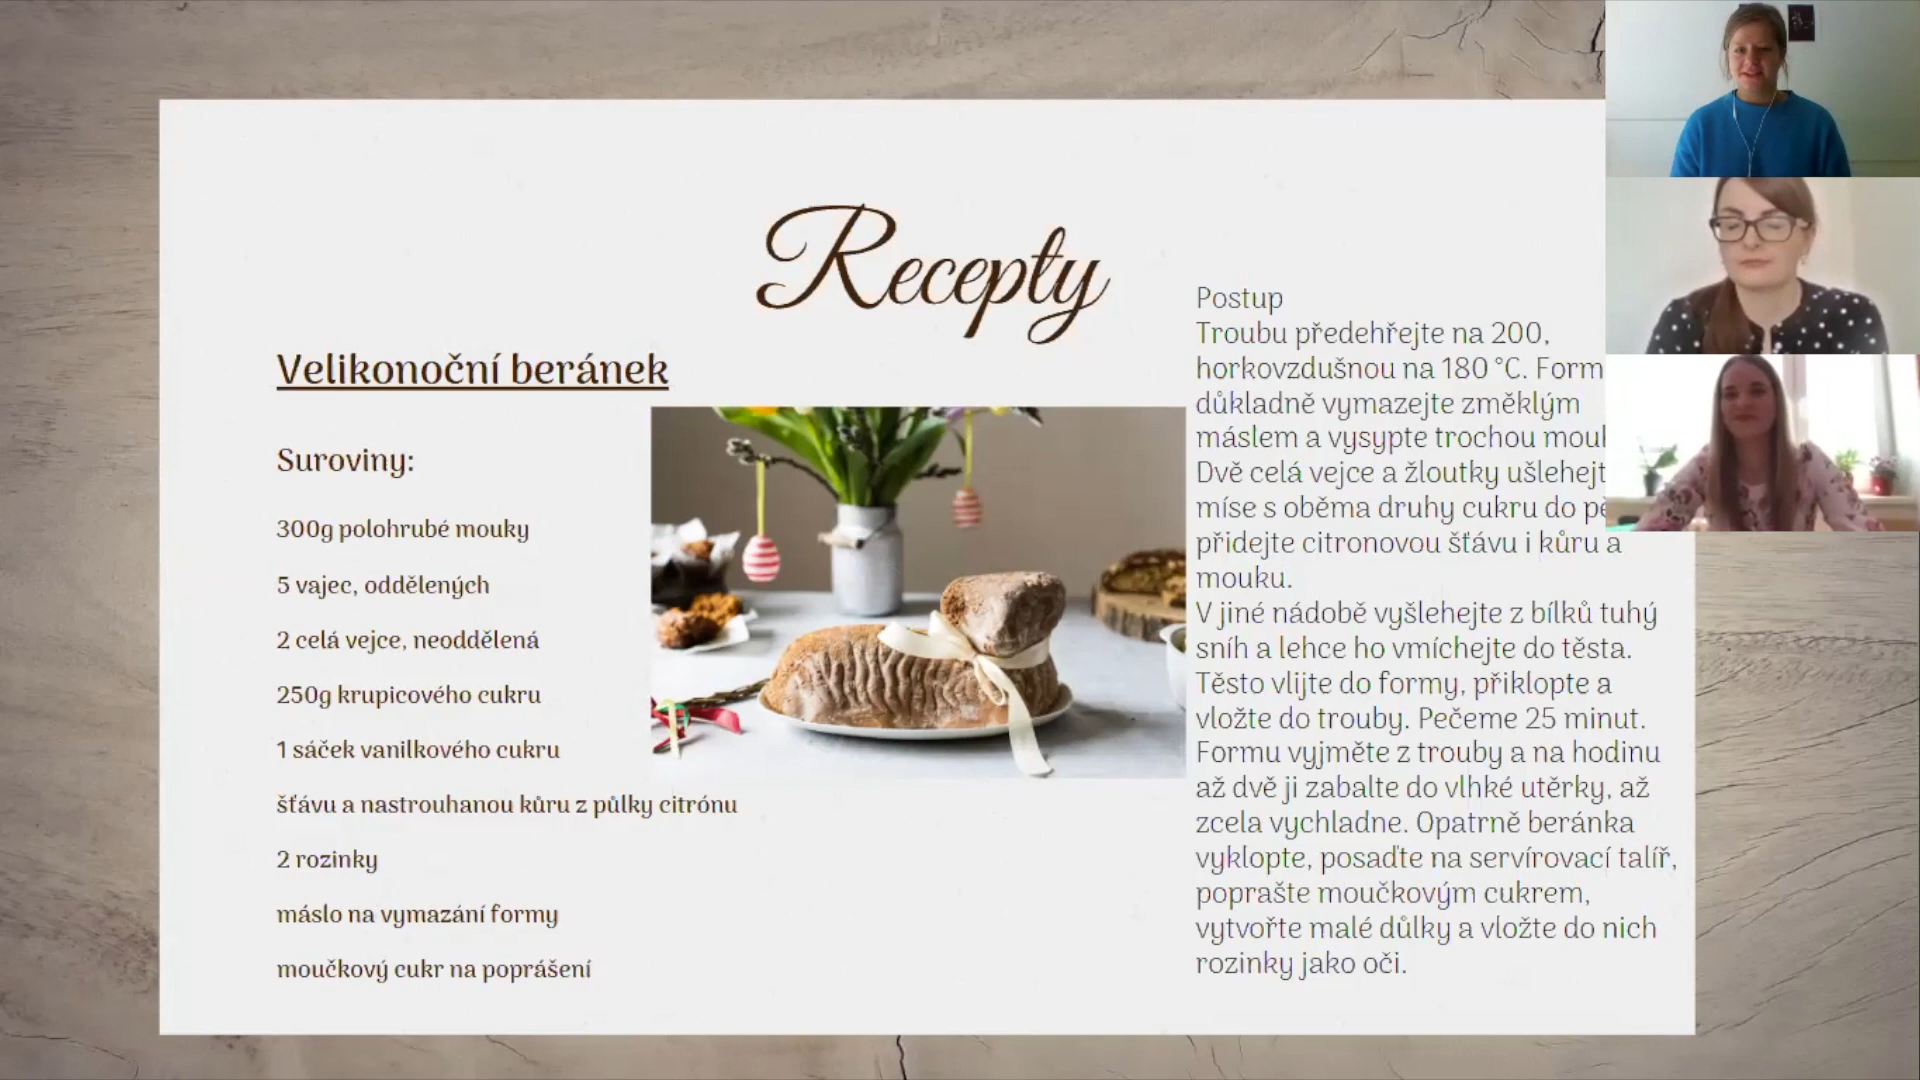 Recepty
Velikonoční beránek
Suroviny:
300g polohrubé mouky
5 vajec, oddělených
2 celá vejce, neoddělená
250g krupicového cukru
1 sáček vanilkového cukru
šťávu a nastrouhanou kůru z půlky citrónu
2 rozinky
máslo na vymazání formy
moučkový cukr na poprášení
Postup
Troubu předehřejte na 200,
horkovzdušnou na 180 °C.
důkladně vymazejte změklým
máslem a vysypte trochou
Dvě celá vejce a žloutky
míse s oběma druhy cukru do
přidejte citronovou šťávu i kůru a
mouku.
V jiné nádobě vyšlehejte z bílků tuhý
sníh a lehce ho vmíchejte do těsta.
Těsto vlijte do formy, přiklopte a
vložte do trouby. Pečeme 25 minut.
Formu vyjměte z trouby a na hodinu
až dvě ji zabalte do vlhké utěrky, až
zcela vychladne. Opatrně beránka
vyklopte, posaďte na servírovací talíř,
poprašte moučkovým cukrem,
vytvořte malé důlky a vložte do nich
rozinky jako oči.